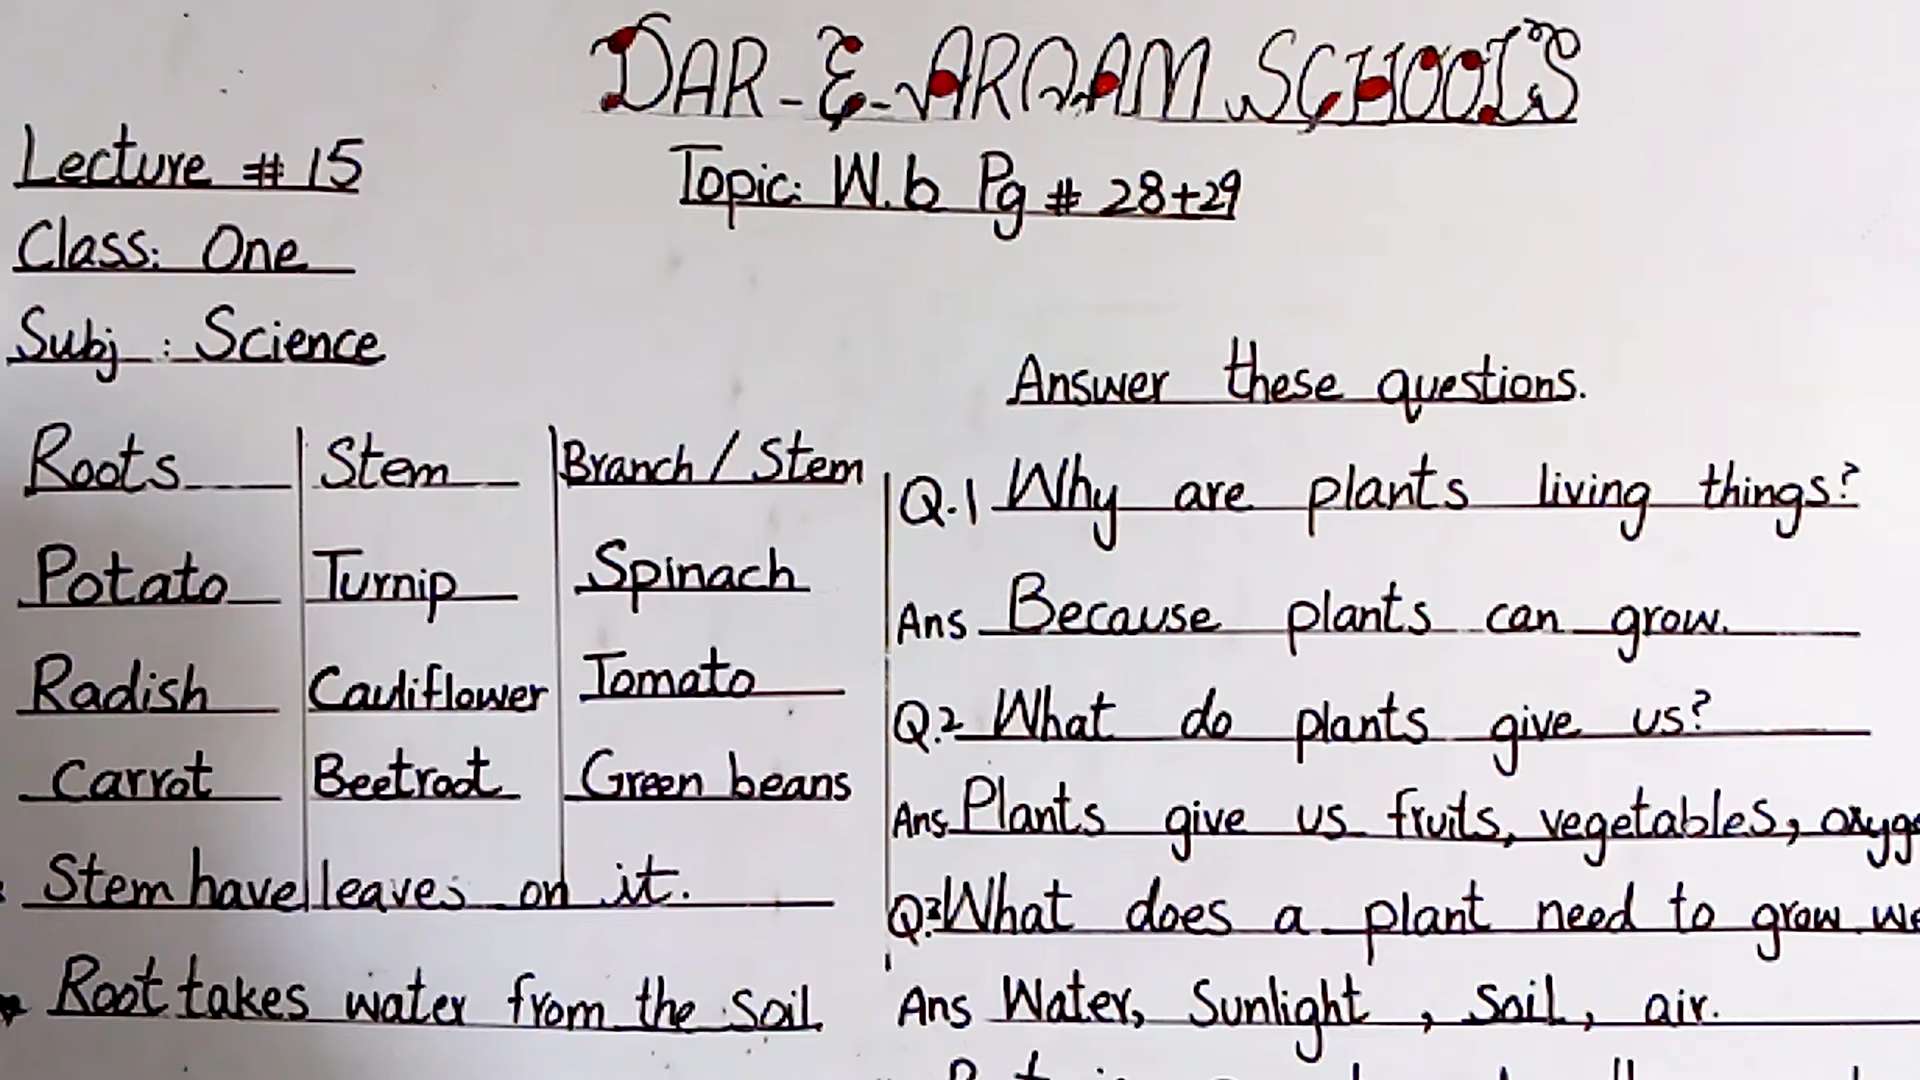 DAR-E-ARQAM SCHOOLS
Topic: W.b Pg # 28+29
Lecture # 15
Class: One
Subj : Science
Roots Stem Branch / Stem
Potato Turnip Spinach
Radish Cauliflower Tomato
Carrot Beetroot Green beans
Stem have leaves on it.
Root takes water from the soil.
Answer these questions.
Q.1 Why are plants living things?
Ans Because plants can grow.
Q.2 What do plants give us?
Ans. Plants give us fruits, vegetables,
Q.3 What does a plant need to grow
Ans Water, Sunlight, Soil, air.